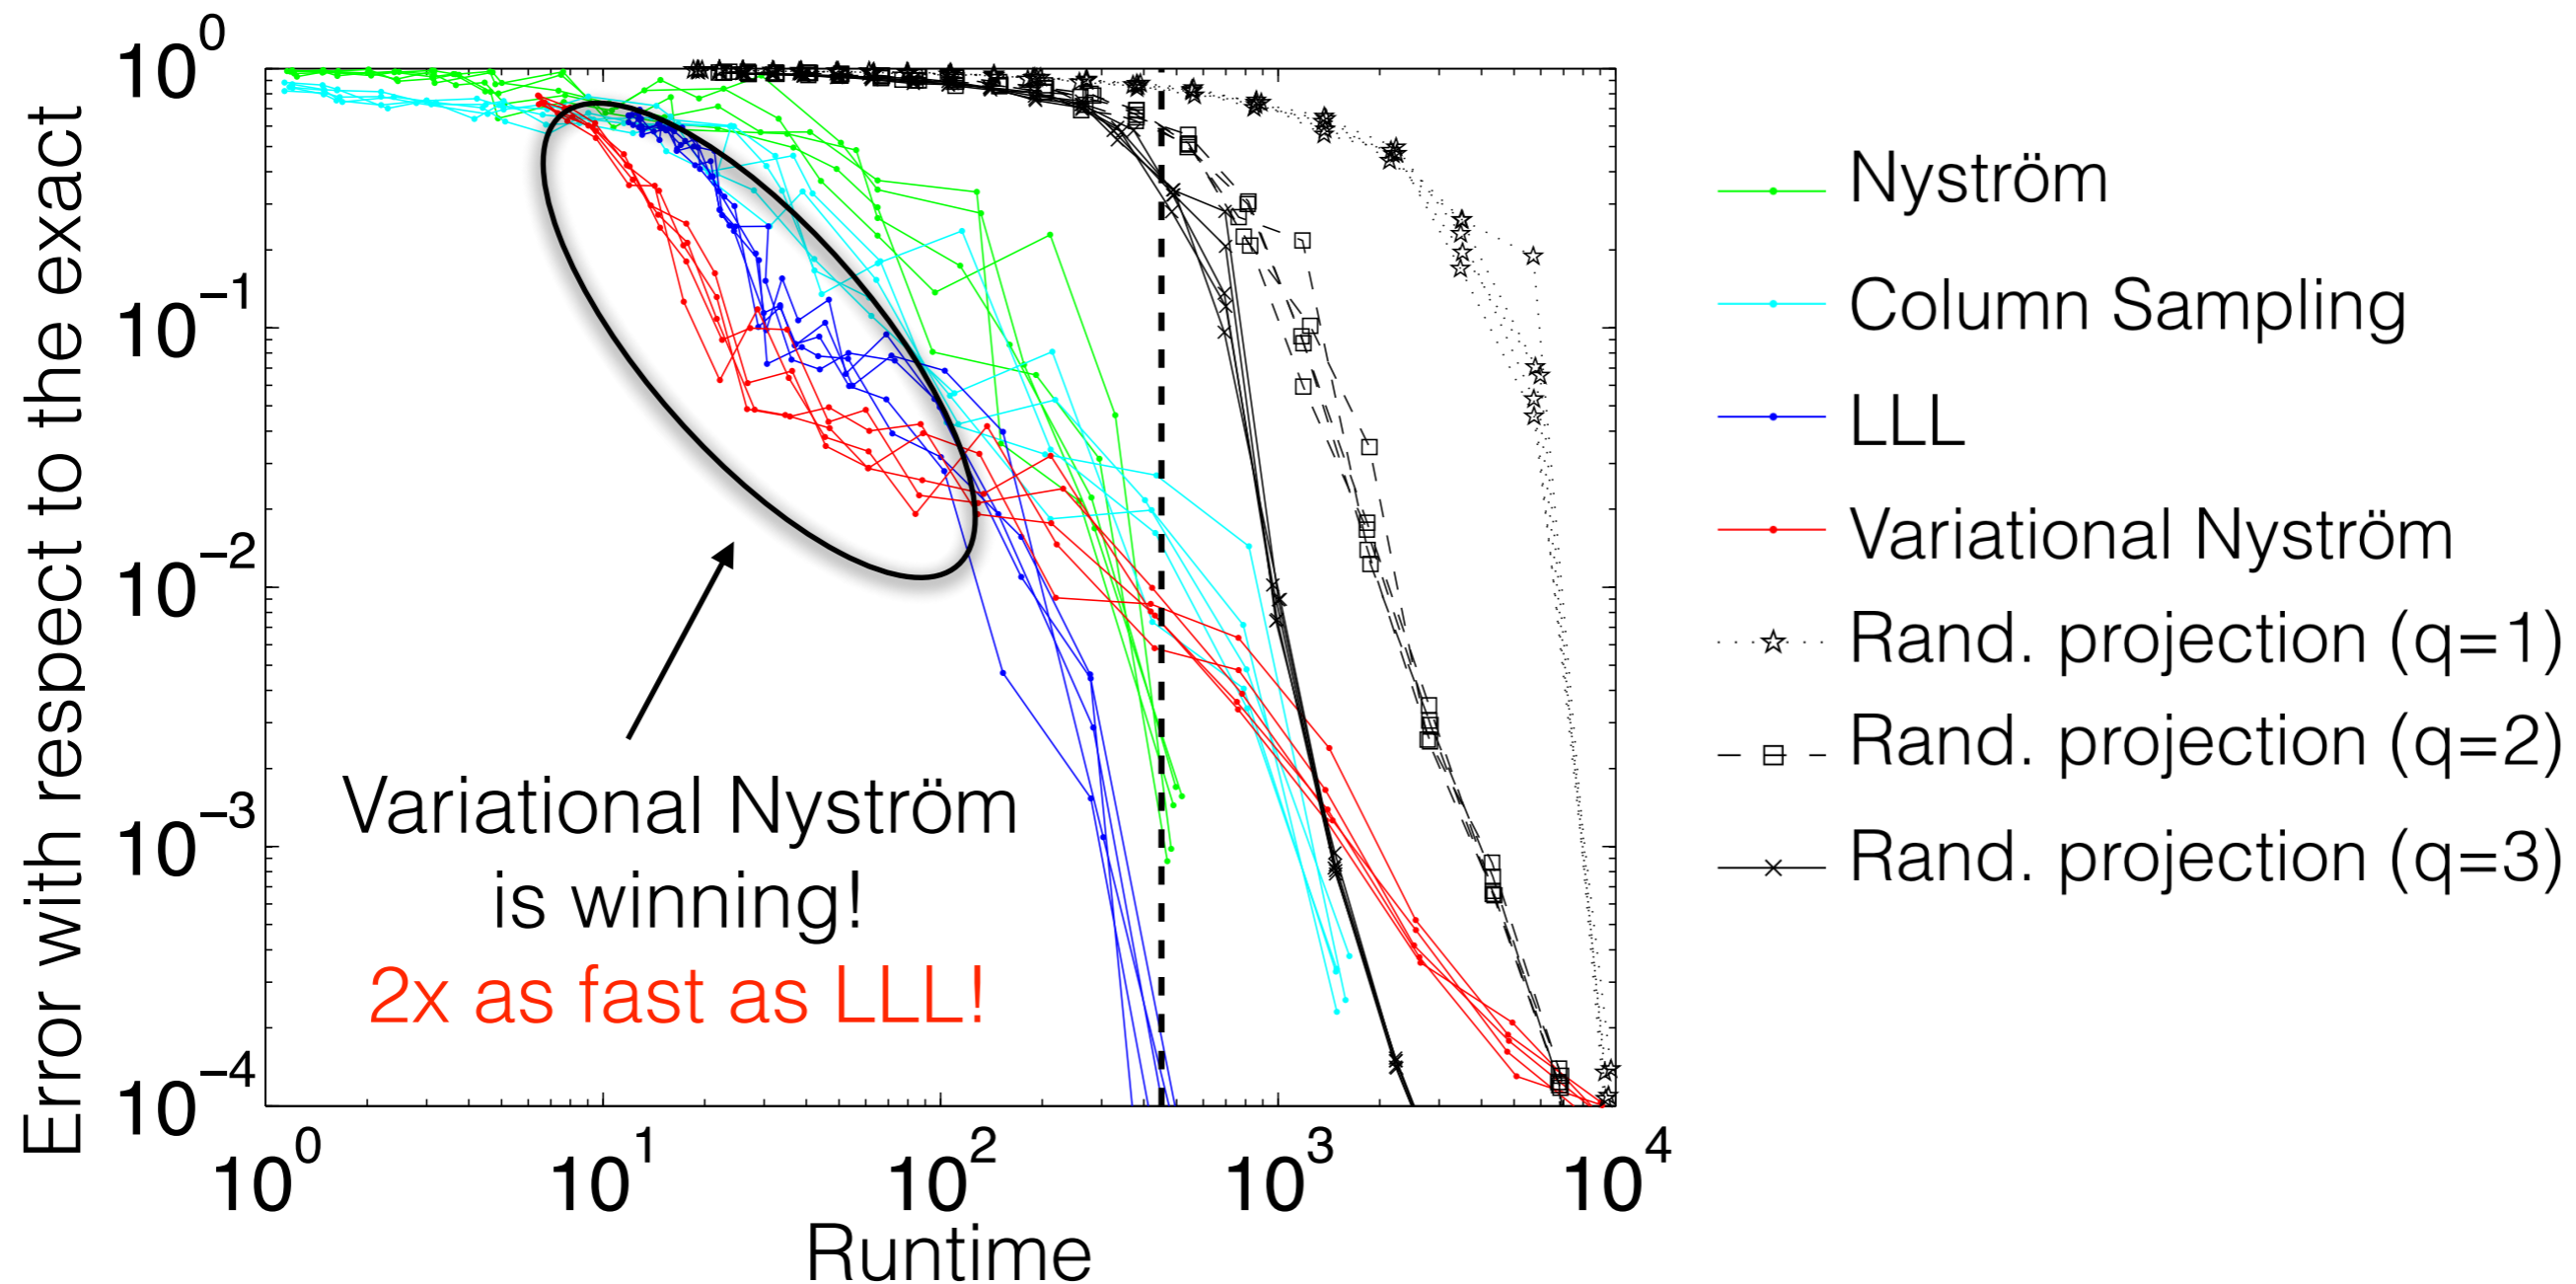 Error with respect to the exact
10^0
10^−1
10^−2
10^−3
10^−4
10^0
10^1
10^2
10^3
10^4
Runtime
Variational Nyström
is winning!
2x as fast as LLL!
Nyström
Column Sampling
LLL
Variational Nyström
Rand. projection (q=1)
Rand. projection (q=2)
Rand. projection (q=3)